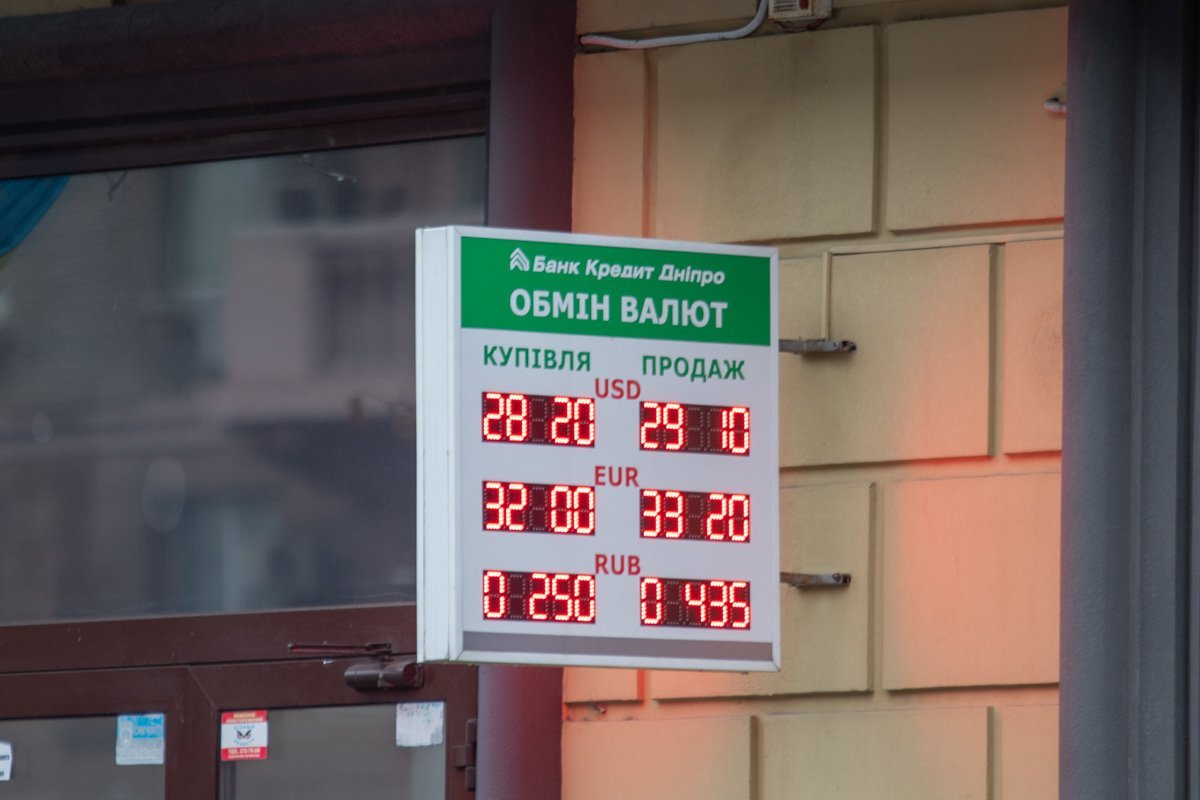 Банк Кредит Дніпро
ОБМІН ВАЛЮТ
КУПІВЛЯ ПРОДАЖ
USD
28 20 29 10
EUR
32 00 33 20
RUB
0 250 0 435